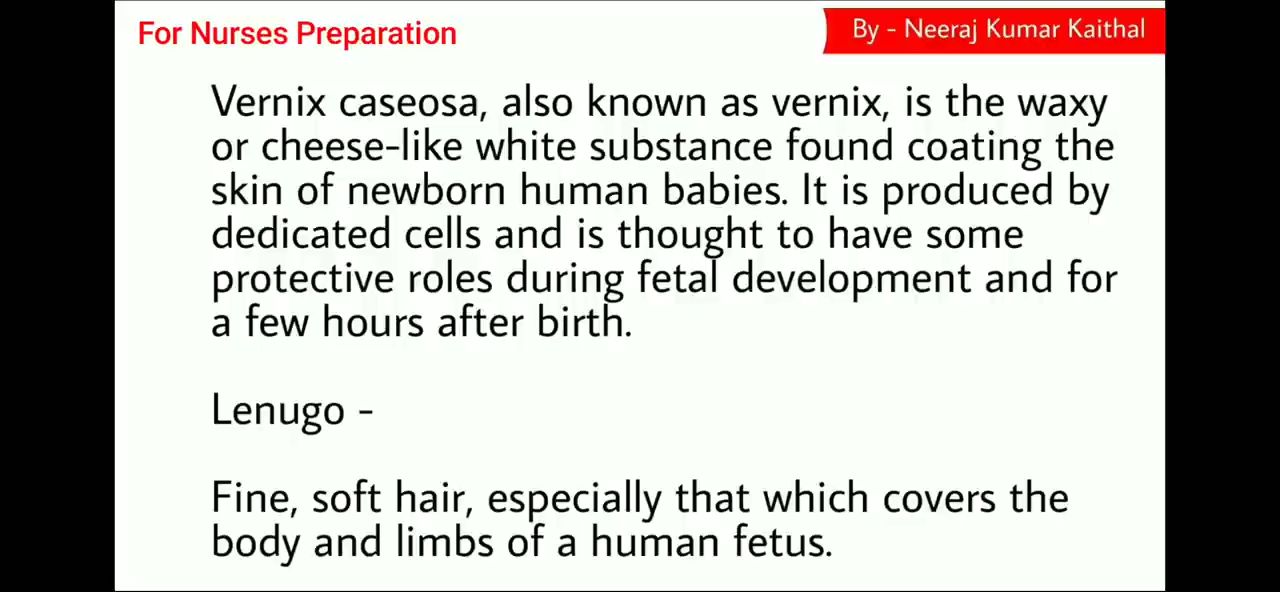 For Nurses Preparation
By - Neeraj Kumar Kaithal
Vernix caseosa, also known as vernix, is the waxy
or cheese-like white substance found coating the
skin of newborn human babies. It is produced by
dedicated cells and is thought to have some
protective roles during fetal development and for
a few hours after birth.
Lenugo -
Fine, soft hair, especially that which covers the
body and limbs of a human fetus.